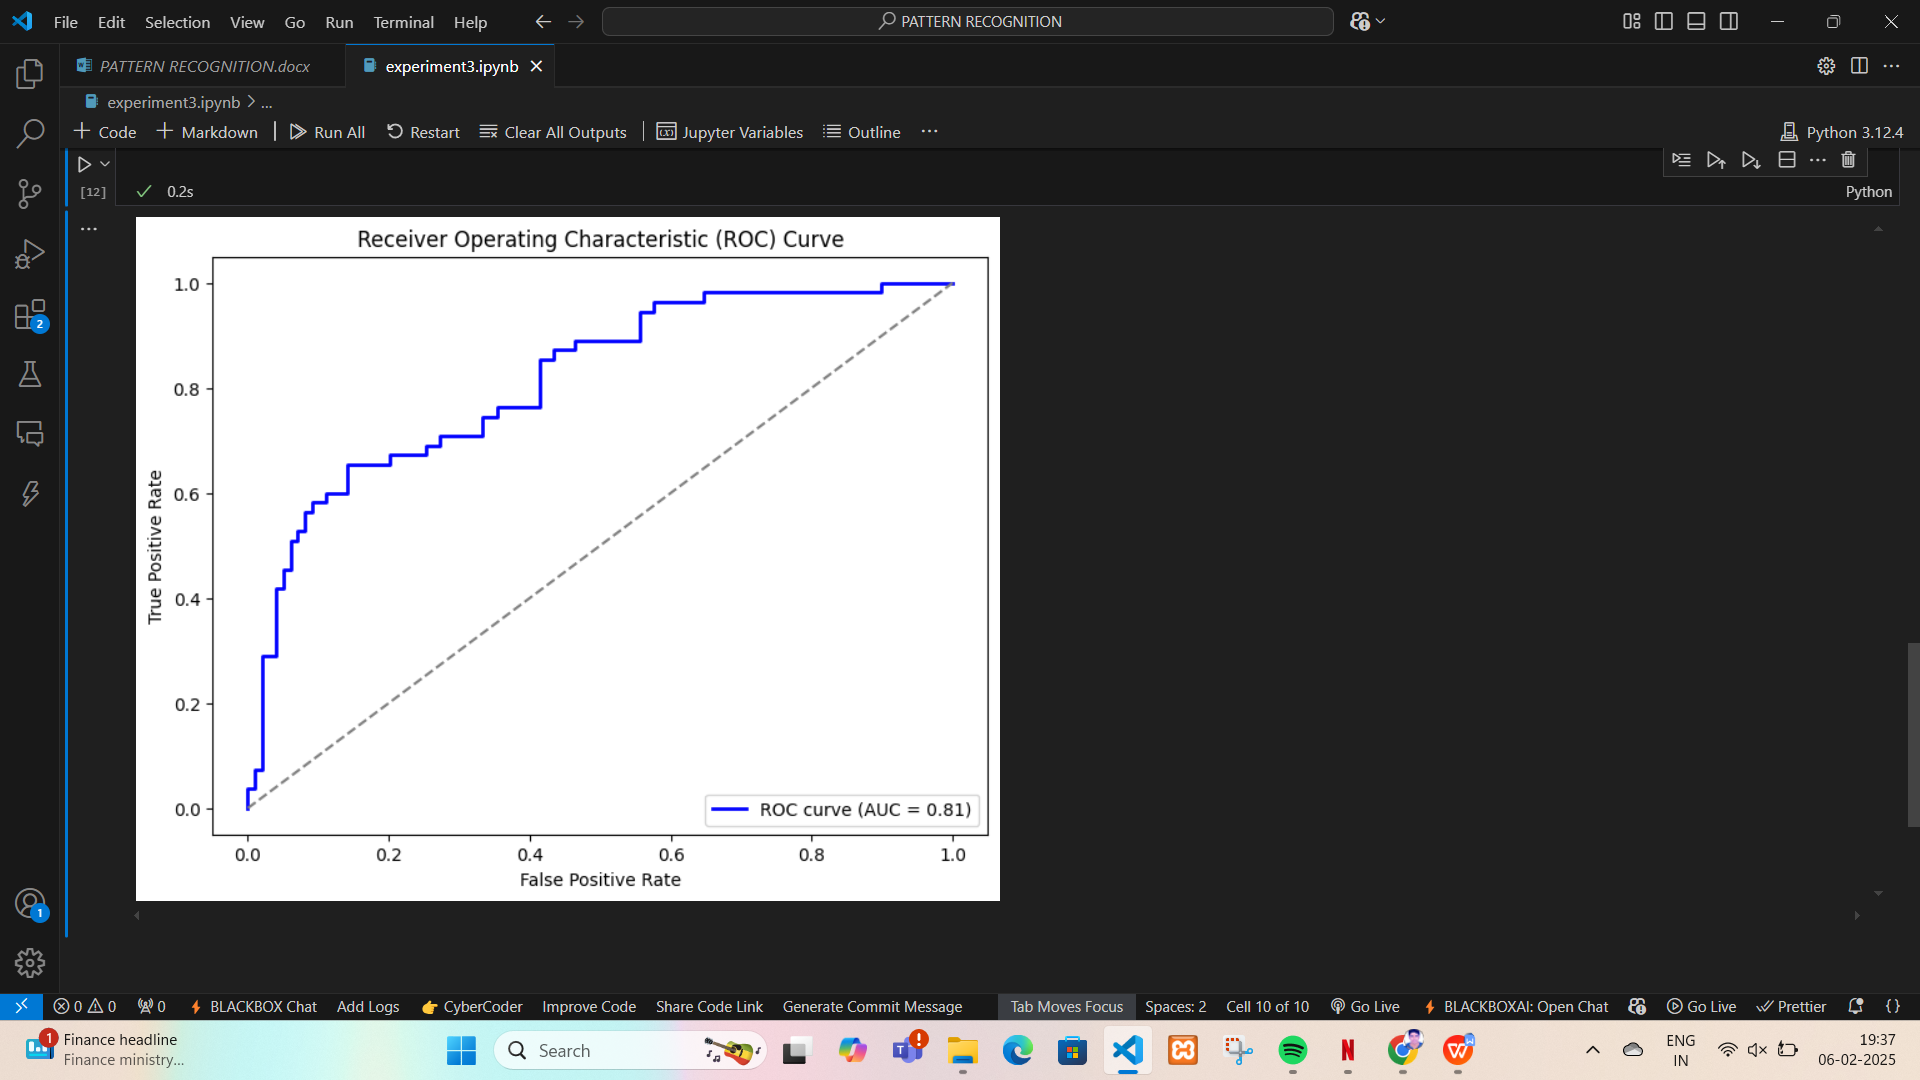 File Edit Selection View Go Run Terminal Help
PATTERN RECOGNITION
PATTERN RECOGNITION.docx
experiment3.ipynb
experiment3.ipynb > ...
Code
Markdown
Run All
Restart
Clear All Outputs
Jupyter Variables
Outline
...
Python 3.12.4
[12]
0.2s
Python
Receiver Operating Characteristic (ROC) Curve
1.0
0.8
0.6
0.4
0.2
0.0
True Positive Rate
ROC curve (AUC = 0.81)
0.0 0.2 0.4 0.6 0.8 1.0
False Positive Rate
2
1
0 0 0 BLACKBOX Chat Add Logs CyberCoder Improve Code Share Code Link Generate Commit Message Tab Moves Focus Spaces: 2 Cell 10 of 10 Go Live BLACKBOXAI: Open Chat Go Live Prettier {}
1
Finance headline
Finance ministry...
Search
ENG
IN
19:37
06-02-2025